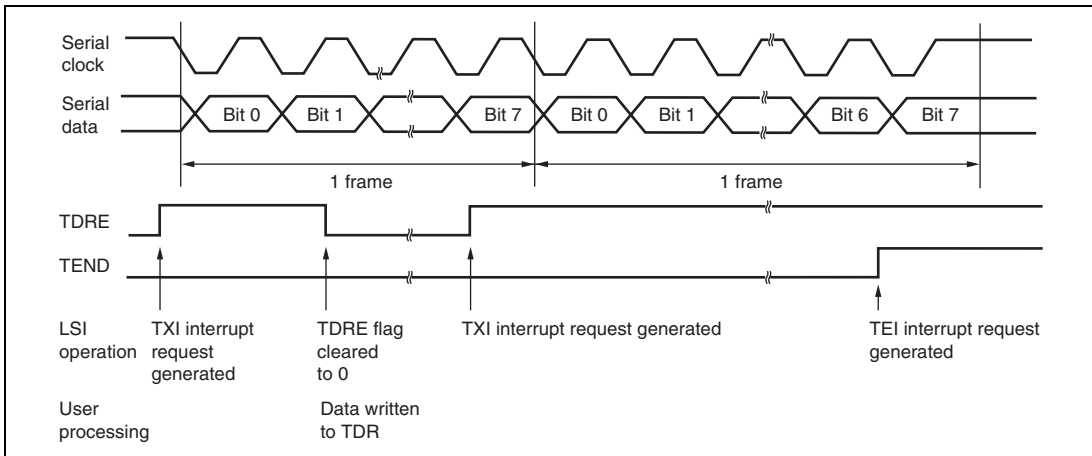 Serial
clock
Serial
data
Bit 0
Bit 1
Bit 7
Bit 0
Bit 1
Bit 6
Bit 7
1 frame
1 frame
TDRE
TEND
LSI
operation
TXI interrupt
request
generated
TDRE flag
cleared
to 0
TXI interrupt request generated
TEI interrupt request
generated
User
processing
Data written
to TDR